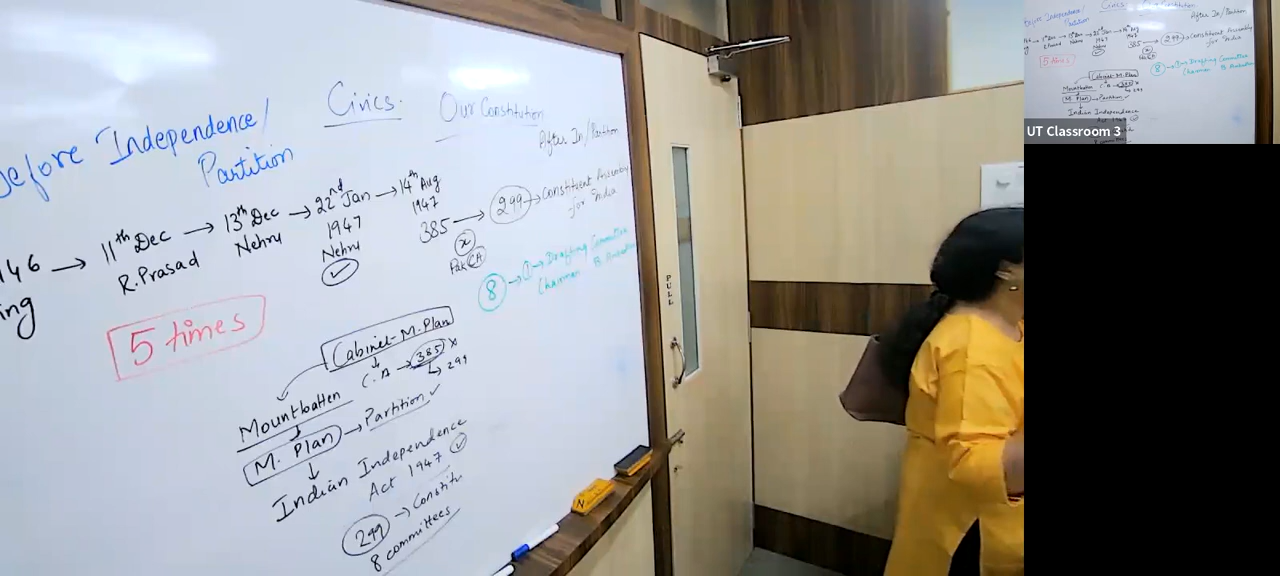 Civics. Our Constitution
Before Independence/
Partition
After In/Partition
146 → 11th Dec → 13th Dec → 22nd Jan → 14th Aug
ing
R.Prasad
Nehru
1947
Nehru
✓
1947
385 → 299 → Constituent Assembly
for India
x
Pak CA
8 → 1 → Drafting Committee
Chairman B
5 times
Cabinet-M.Plan
C.A → 385 x
↳ 299
Mountbatten
M. Plan → Partition ✓
Indian Independence
Act 1947 ✓
299 → Constitu
8 committees
PULL
UT Classroom 3